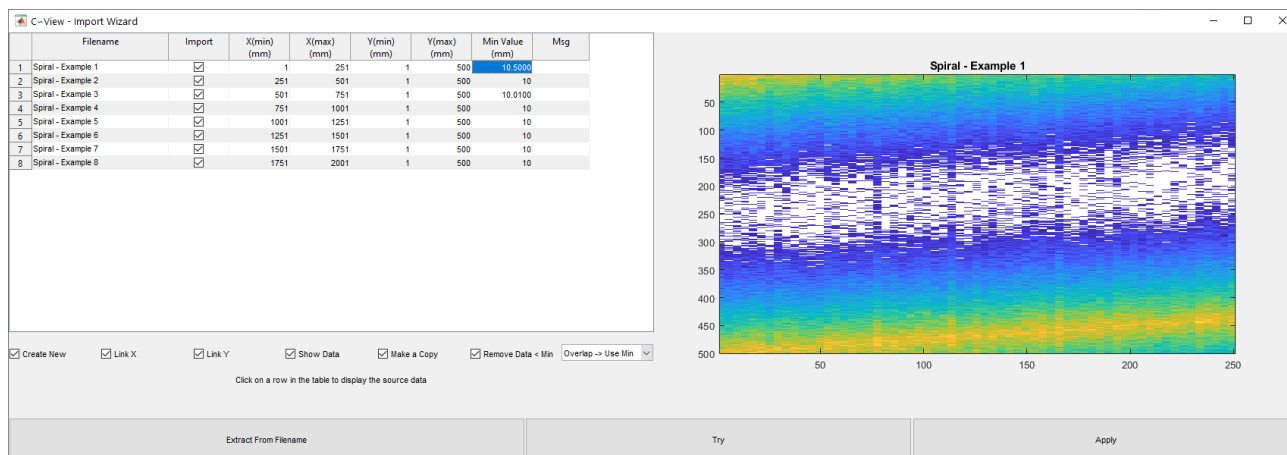 C-View - Import Wizard
Filename Import X(min) (mm) X(max) (mm) Y(min) (mm) Y(max) (mm) Min Value (mm) Msg
1 Spiral - Example 1 1 251 1 500 10.5000
2 Spiral - Example 2 251 501 1 500 10
3 Spiral - Example 3 501 751 1 500 10.0100
4 Spiral - Example 4 751 1001 1 500 10
5 Spiral - Example 5 1001 1251 1 500 10
6 Spiral - Example 6 1251 1501 1 500 10
7 Spiral - Example 7 1501 1751 1 500 10
8 Spiral - Example 8 1751 2001 1 500 10
Create New Link X Link Y Show Data Make a Copy Remove Data < Min Overlap -> Use Min
Click on a row in the table to display the source data
Extract From Filename Try Apply
Spiral - Example 1
50
100
150
200
250
300
350
400
450
500
50 100 150 200 250